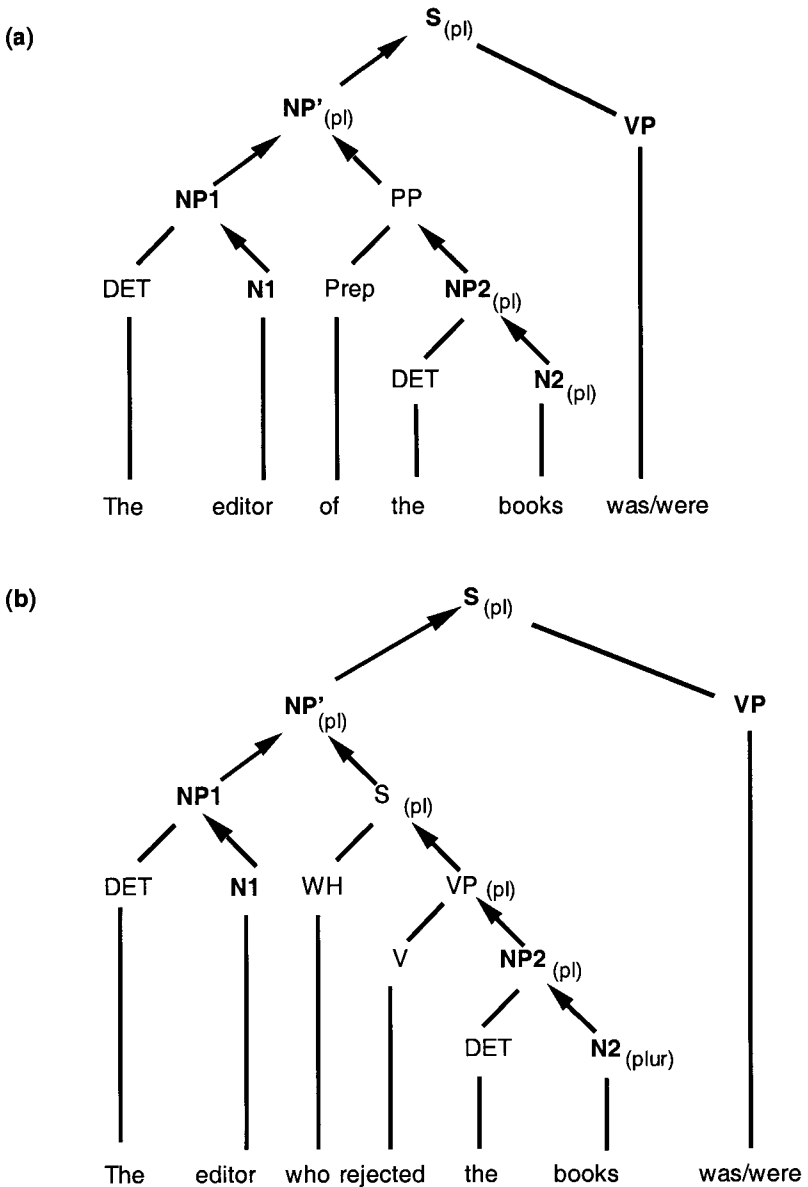 (a)
S(pl)
NP'(pl)
VP
NP1 PP
DET N1 Prep NP2(pl)
DET N2(pl)
The editor of the books was/were
(b)
S(pl)
NP'(pl)
VP
NP1 S (pl)
DET N1 WH VP(pl)
V NP2(pl)
DET N2(plur)
The editor who rejected the books was/were